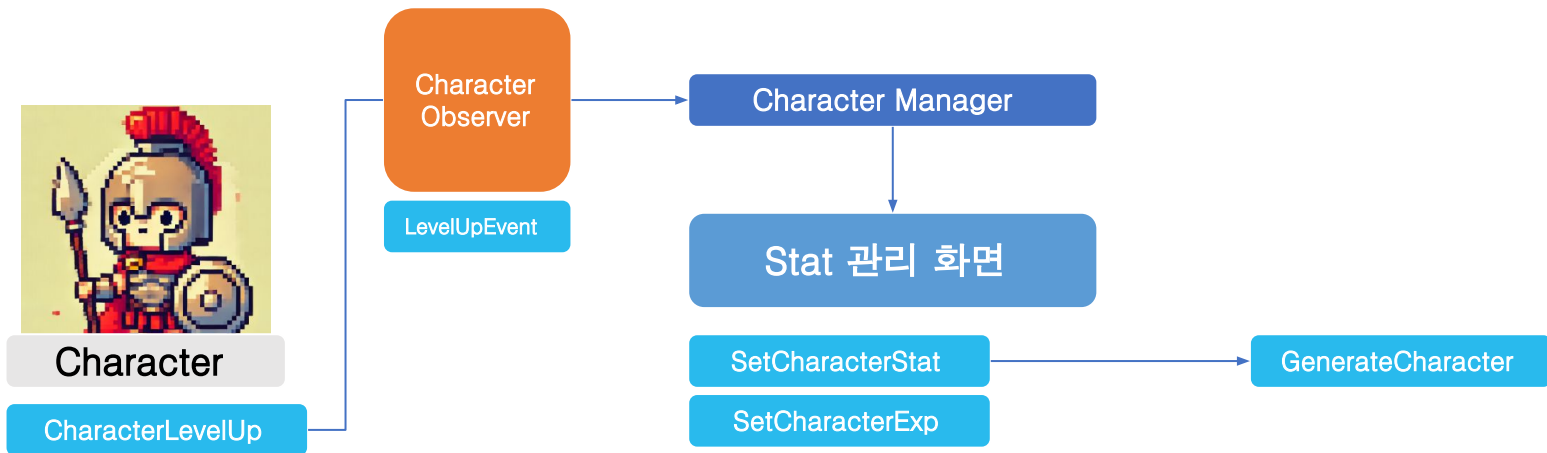 Character
CharacterLevelUp
Character
Observer
LevelUpEvent
Character Manager
Stat 관리 화면
SetCharacterStat
SetCharacterExp
GenerateCharacter